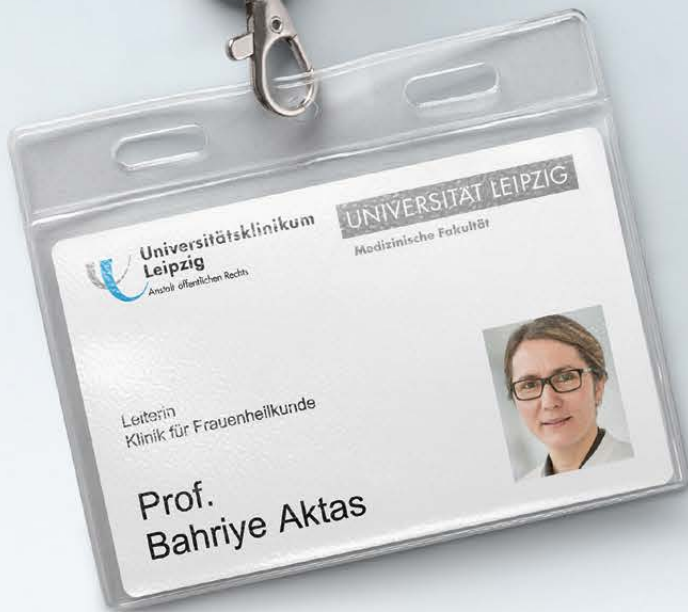 Universitätsklinikum
Leipzig
Anstalt öffentlichen Rechts
UNIVERSITÄT LEIPZIG
Medizinische Fakultät
Leiterin
Klinik für Frauenheilkunde
Prof.
Bahriye Aktas